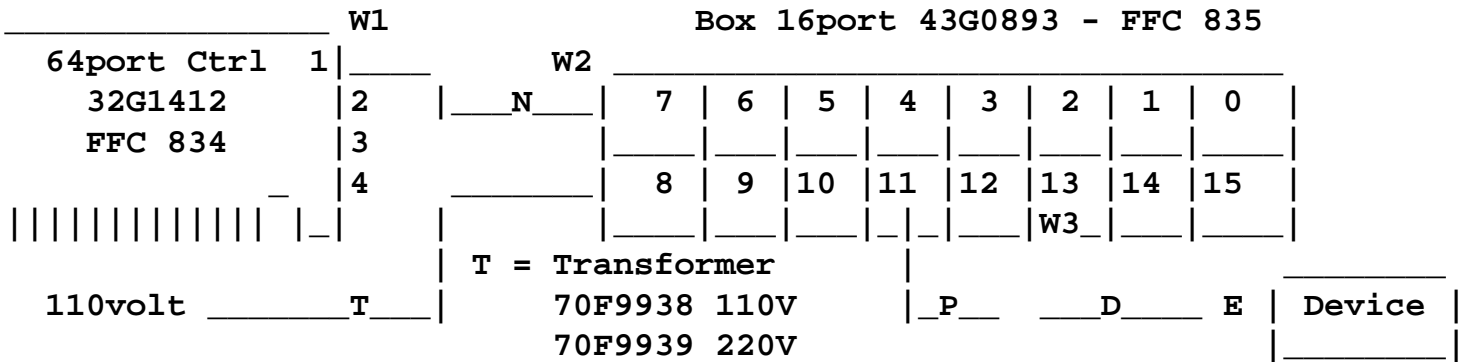 W1 Box 16port 43G0893 - FFC 835
64port Ctrl 1 W2
32G1412 2 N 7 6 5 4 3 2 1 0
FFC 834 3
4 8 9 10 11 12 13 14 15
W3
T = Transformer
110volt T 70F9938 110V P D E Device
70F9939 220V